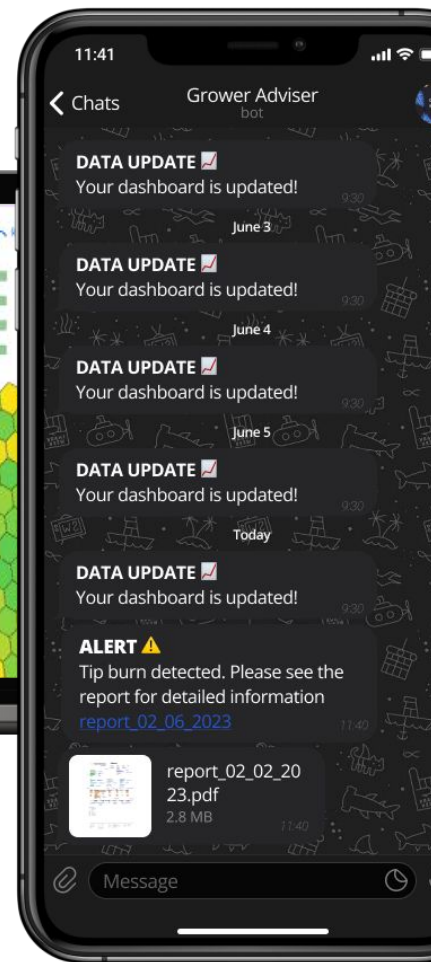 11:41
Chats
Grower Adviser
bot
DATA UPDATE 📈
Your dashboard is updated!
9:30
June 3
DATA UPDATE 📈
Your dashboard is updated!
9:30
June 4
DATA UPDATE 📈
Your dashboard is updated!
9:30
June 5
DATA UPDATE 📈
Your dashboard is updated!
9:30
Today
DATA UPDATE 📈
Your dashboard is updated!
9:30
ALERT ⚠️
Tip burn detected. Please see the
report for detailed information
report_02_06_2023
11:40
report_02_02_20
23.pdf
2.8 MB
11:40
Message